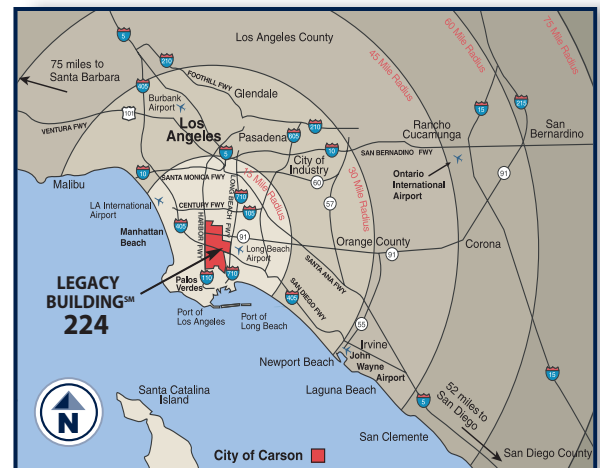 5
210
Los Angeles County
45 Mile Radius
60 Mile Radius
75 Mile Radius
75 miles to
Santa Barbara
405
FOOTHILL FWY
Glendale
Burbank
Airport
101
VENTURA FWY
Los
Angeles
Pasadena
605
210
15
215
Rancho
Cucamunga
San
Bernardino
5
10
City of
Industry
SAN BERNADINO FWY
10
Malibu
SANTA MONICA FWY
15 Mile Radius
60
30 Mile Radius
91
Ontario
International
Airport
LA International
Airport
CENTURY FWY
LONG BEACH FWY
710
105
57
Manhattan
Beach
405
HARBOR FWY
91
Long Beach
Airport
Orange County
91
Corona
SANTA ANA FWY
LEGACY
BUILDING℠
224
Palos
Verdes
110
710
405
SAN DIEGO FWY
Port of
Los Angeles
Port of
Long Beach
55
Irvine
John
Wayne
Airport
Newport Beach
15
Santa Catalina
Island
Laguna Beach
52 miles to
San Diego
5
N
San Clemente
City of Carson
San Diego County